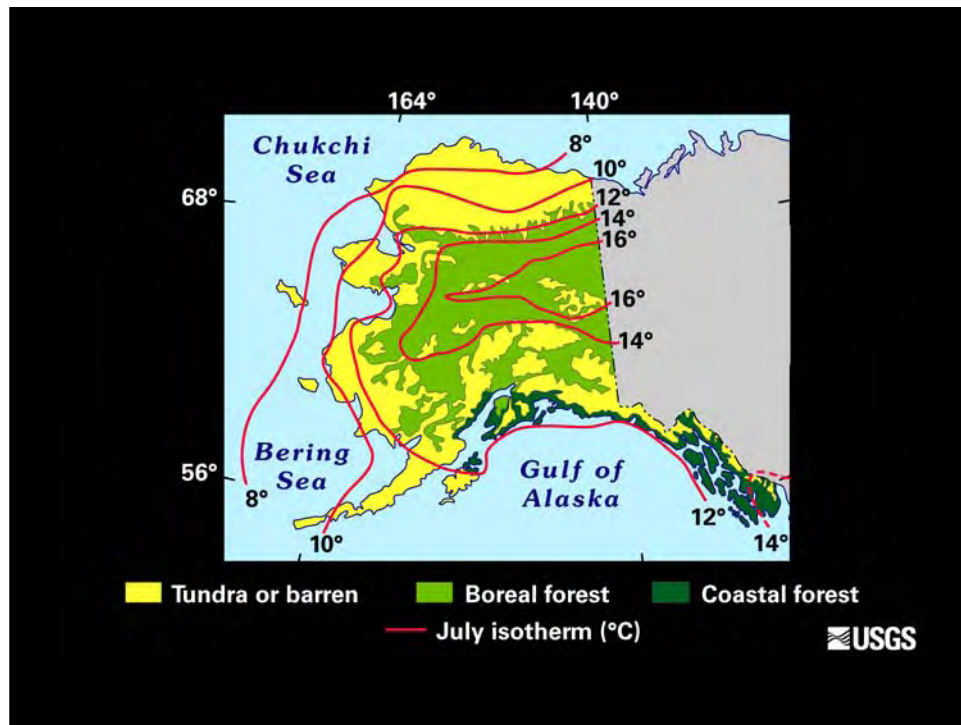 164°
140°
Chukchi
Sea
8°
10°
68°
12°
14°
16°
16°
14°
Bering
Sea
56°
8°
Gulf of
Alaska
10°
12°
14°
Tundra or barren
Boreal forest
Coastal forest
July isotherm (°C)
USGS